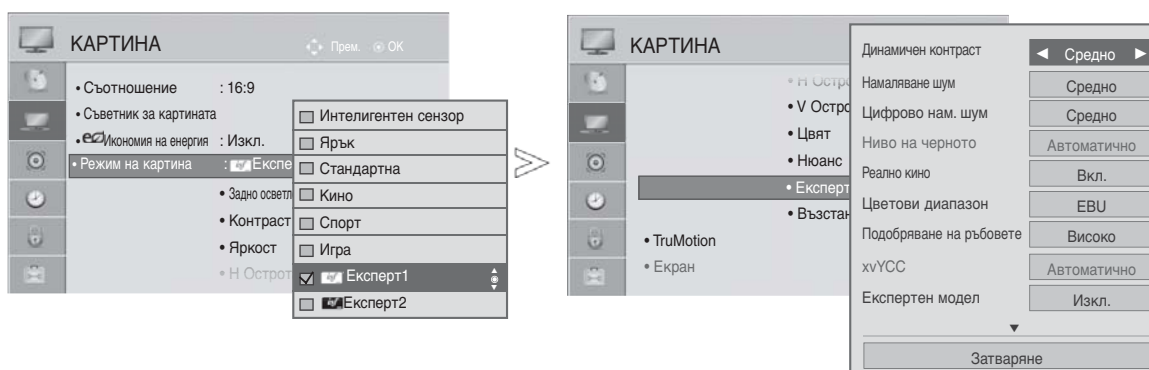 КАРТИНА
Прем. OK
• Съотношение : 16:9
• Съветник за картината
• eco Икономия на енергия : Изкл.
• Режим на картина : Експе
• Задно осветл
• Контраст
• Яркост
• H Острот
Интелигентен сензор
Ярък
Стандартна
Кино
Спорт
Игра
Експерт1
Експерт2
КАРТИНА
• H Остро
• V Остро
• Цвят
• Нюанс
• Експерт
• Възстан
• TruMotion
• Екран
Динамичен контраст ◄ Средно ►
Намаляване шум Средно
Цифрово нам. шум Средно
Ниво на черното Автоматично
Реално кино Вкл.
Цветови диапазон EBU
Подобряване на ръбовете Високо
xvYCC Автоматично
Експертен модел Изкл.
▼
Затваряне